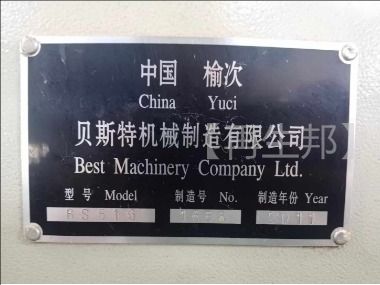 中国 榆次
China Yuci
贝斯特机械制造有限公司
Best Machinery Company Ltd.
型号 Model 制造号 No. 制造年份 Year